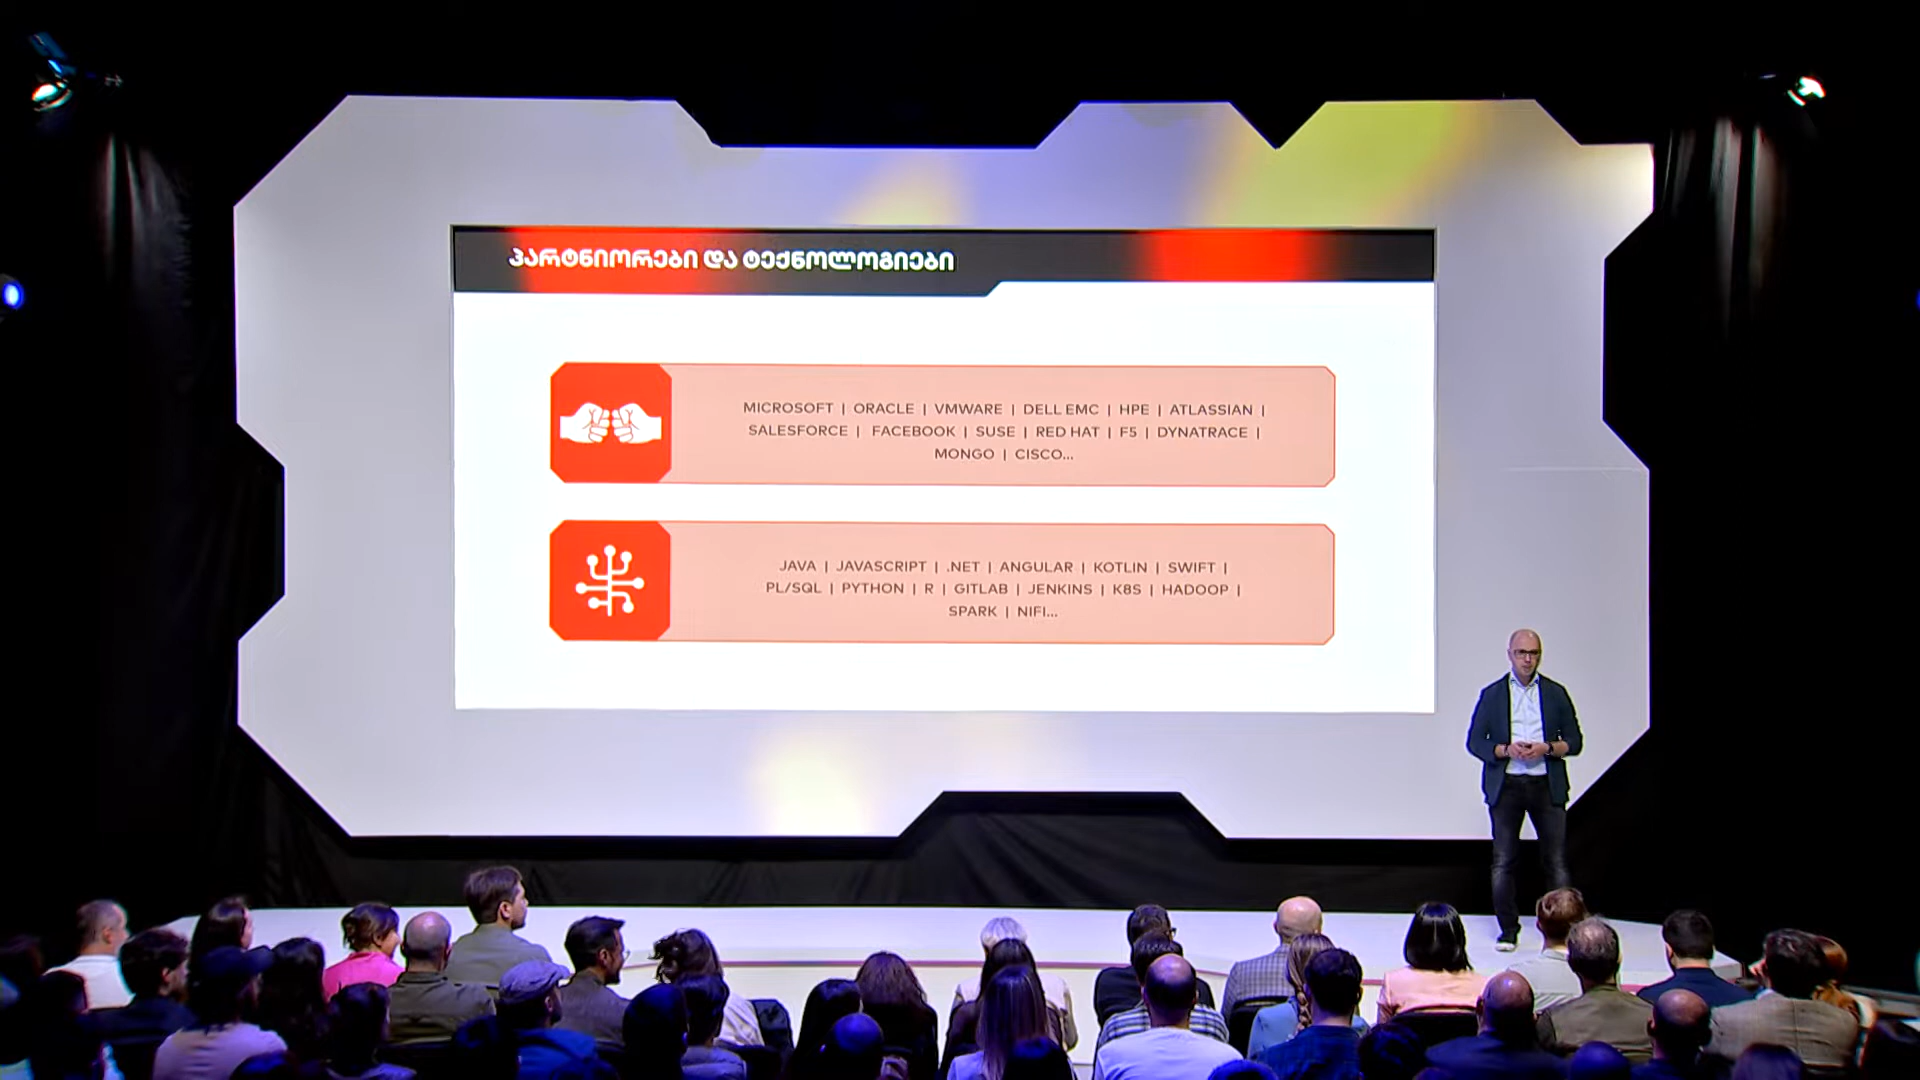 პარტნიორები და ტექნოლოგიები
MICROSOFT | ORACLE | VMWARE | DELL EMC | HPE | ATLASSIAN |
SALESFORCE | FACEBOOK | SUSE | RED HAT | F5 | DYNATRACE |
MONGO | CISCO...
JAVA | JAVASCRIPT | .NET | ANGULAR | KOTLIN | SWIFT |
PL/SQL | PYTHON | R | GITLAB | JENKINS | K8S | HADOOP |
SPARK | NIFI...